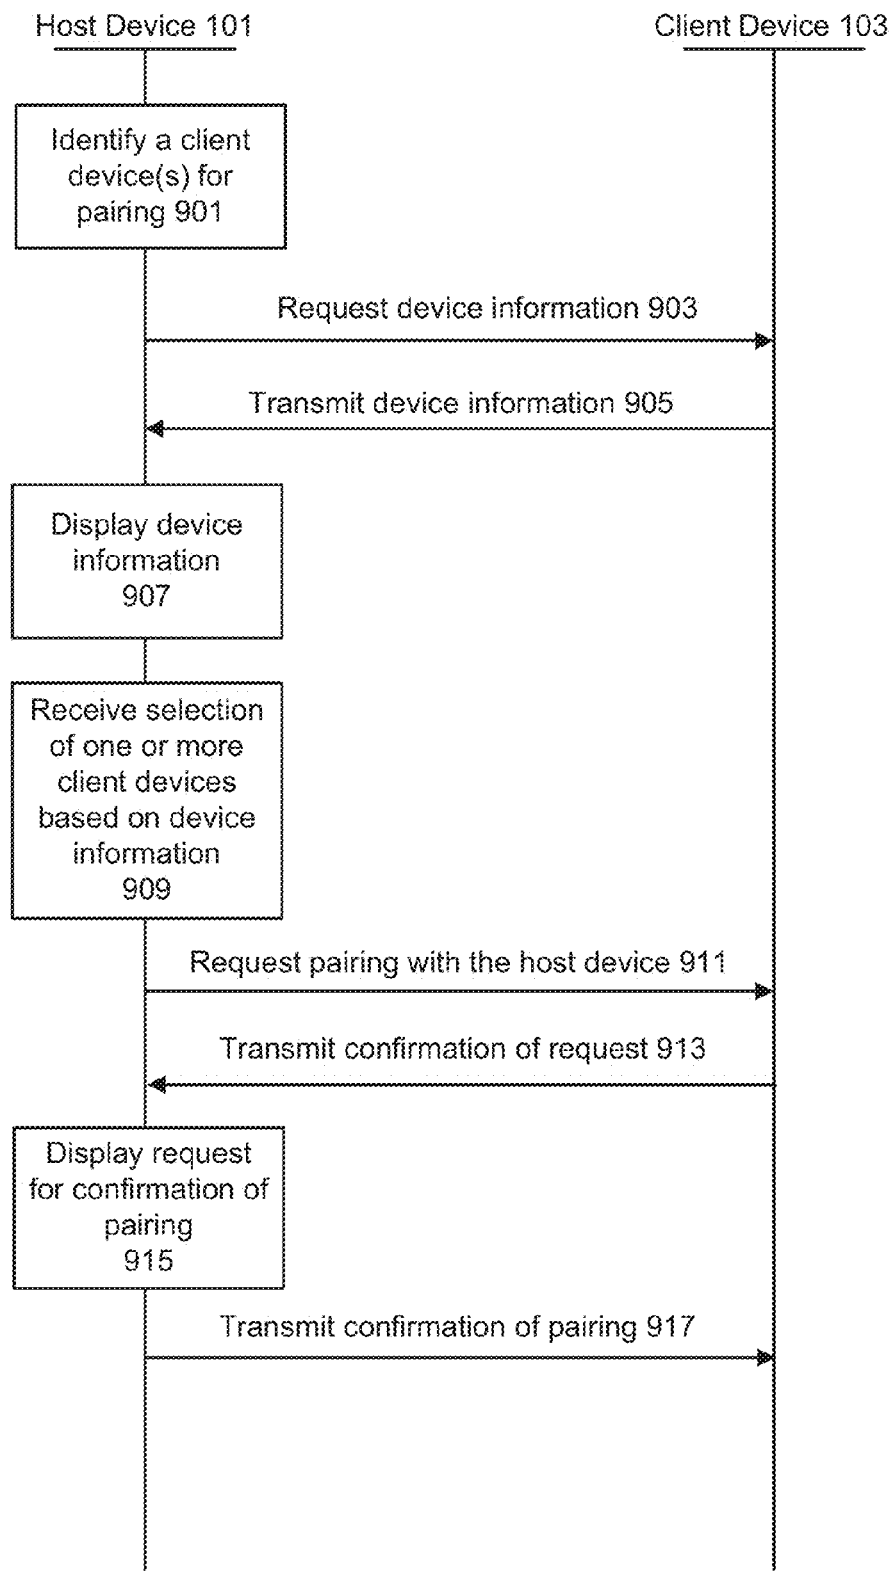 Host Device 101
Client Device 103
Identify a client
device(s) for
pairing 901
Request device information 903
Transmit device information 905
Display device
information
907
Receive selection
of one or more
client devices
based on device
information
909
Request pairing with the host device 911
Transmit confirmation of request 913
Display request
for confirmation of
pairing
915
Transmit confirmation of pairing 917